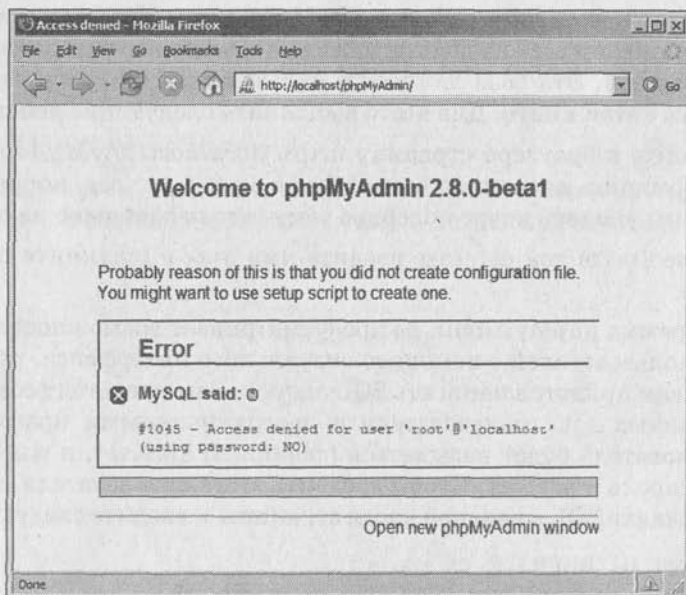 Access denied - Mozilla Firefox
File Edit View Go Bookmarks Tools Help
http://localhost/phpMyAdmin/
Go
Welcome to phpMyAdmin 2.8.0-beta1
Probably reason of this is that you did not create configuration file.
You might want to use setup script to create one.
Error
MySQL said:
#1045 - Access denied for user 'root'@'localhost'
(using password: NO)
Open new phpMyAdmin window
Done